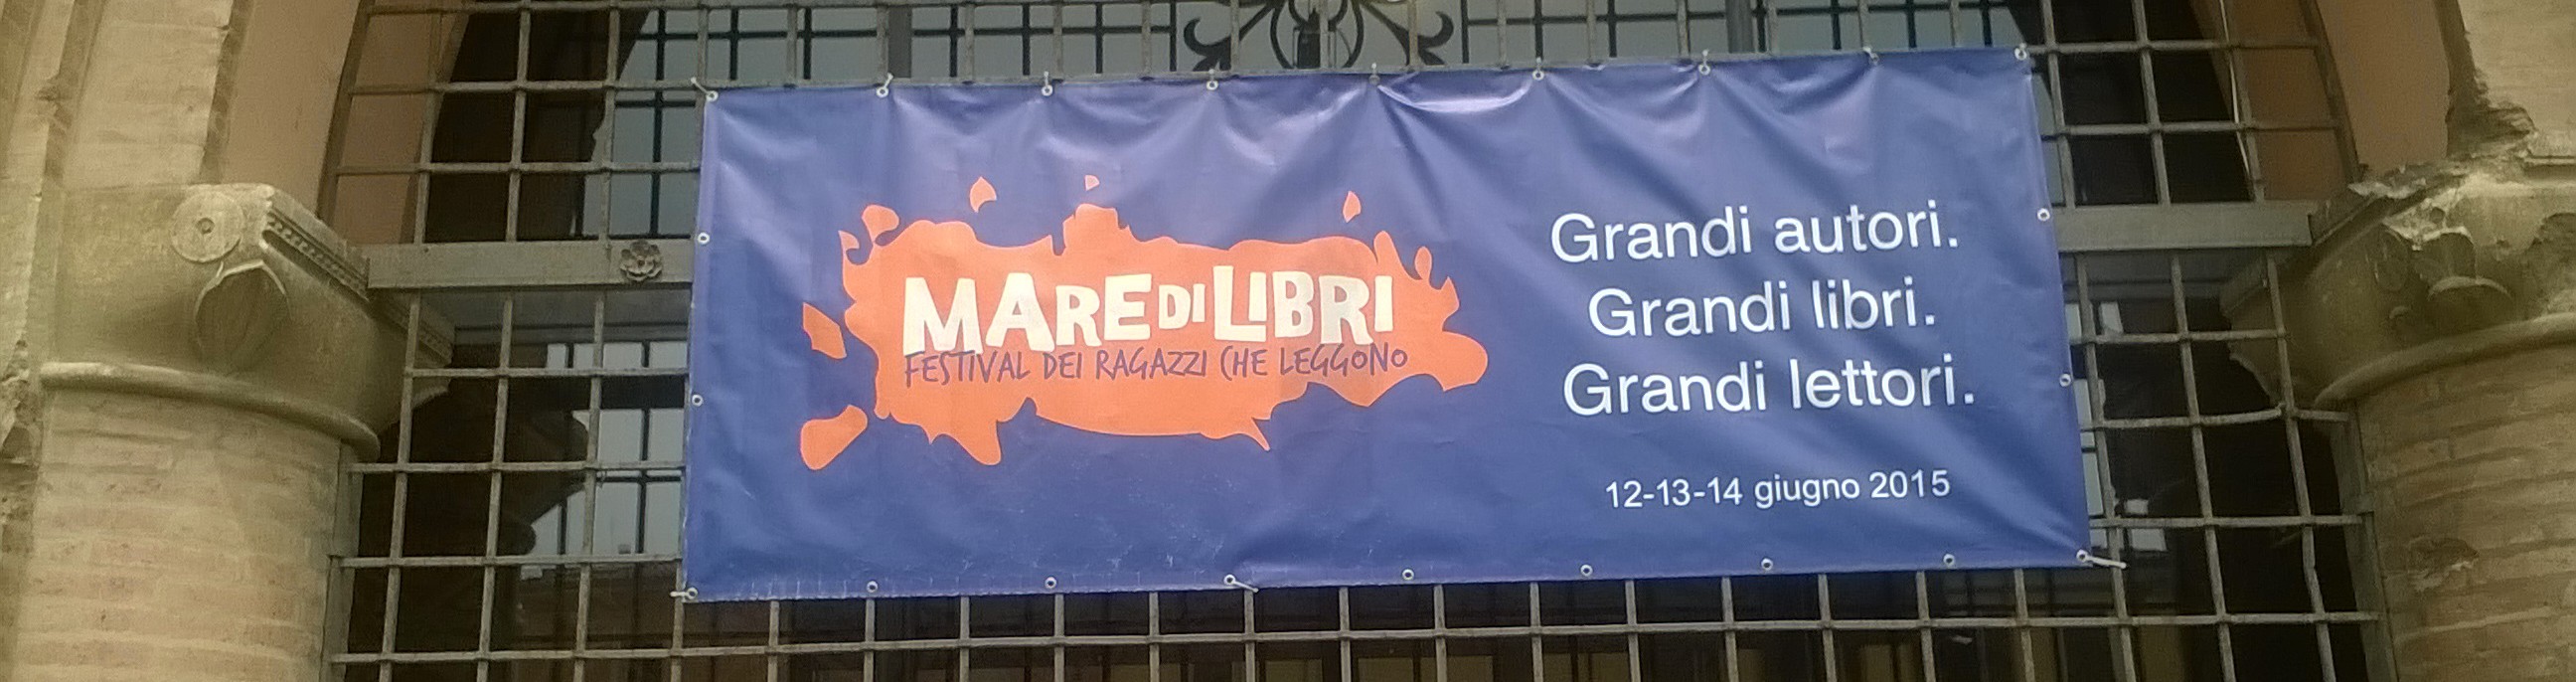 MARE DI LIBRI
FESTIVAL DEI RAGAZZI CHE LEGGONO
Grandi autori.
Grandi libri.
Grandi lettori.
12-13-14 giugno 2015